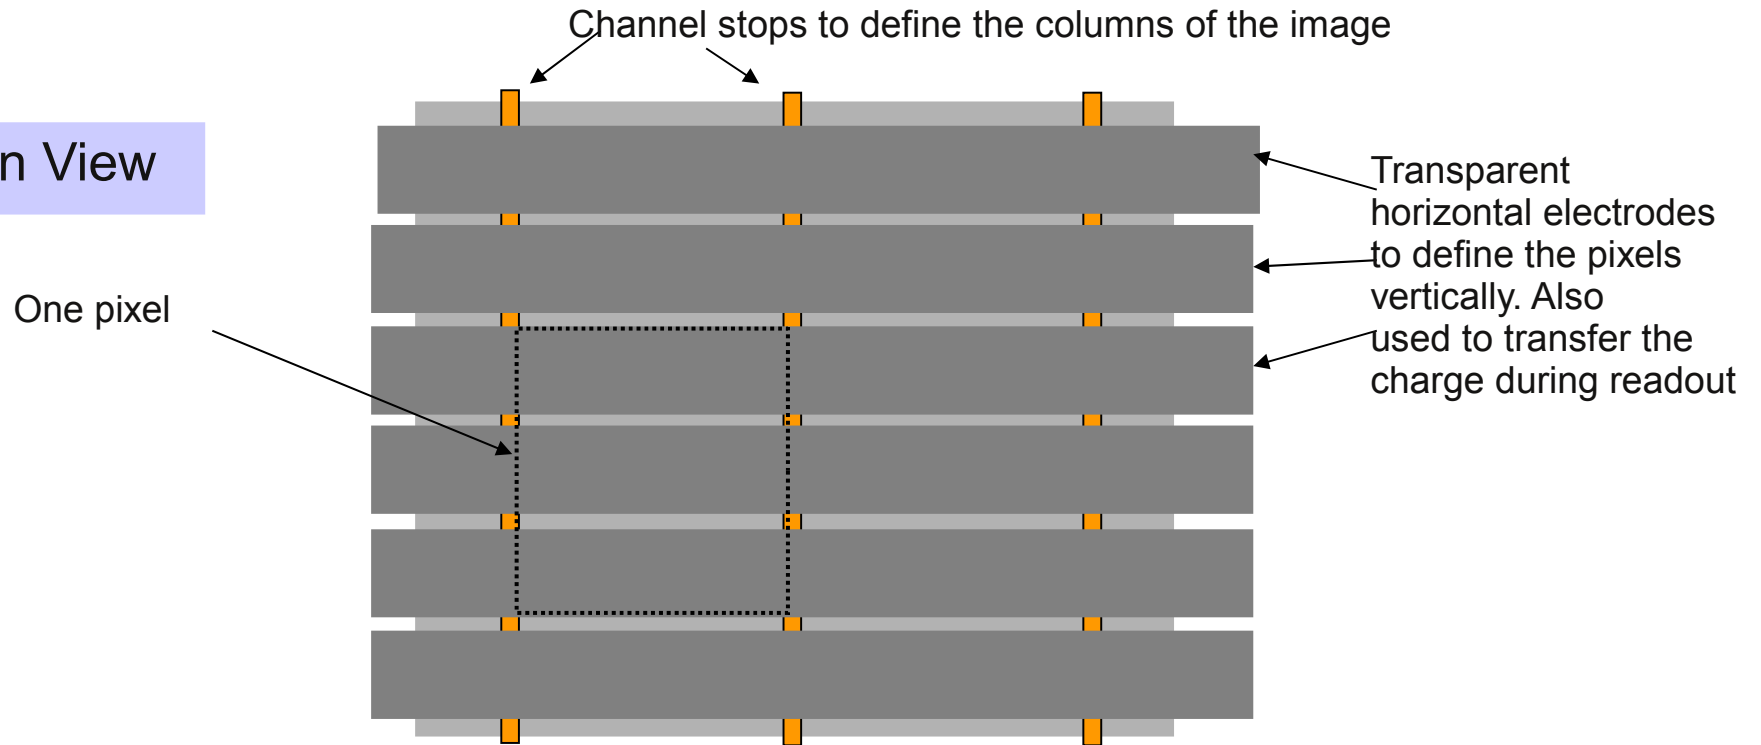 Channel stops to define the columns of the image
n View
Transparent
horizontal electrodes
to define the pixels
vertically. Also
used to transfer the
charge during readout
One pixel